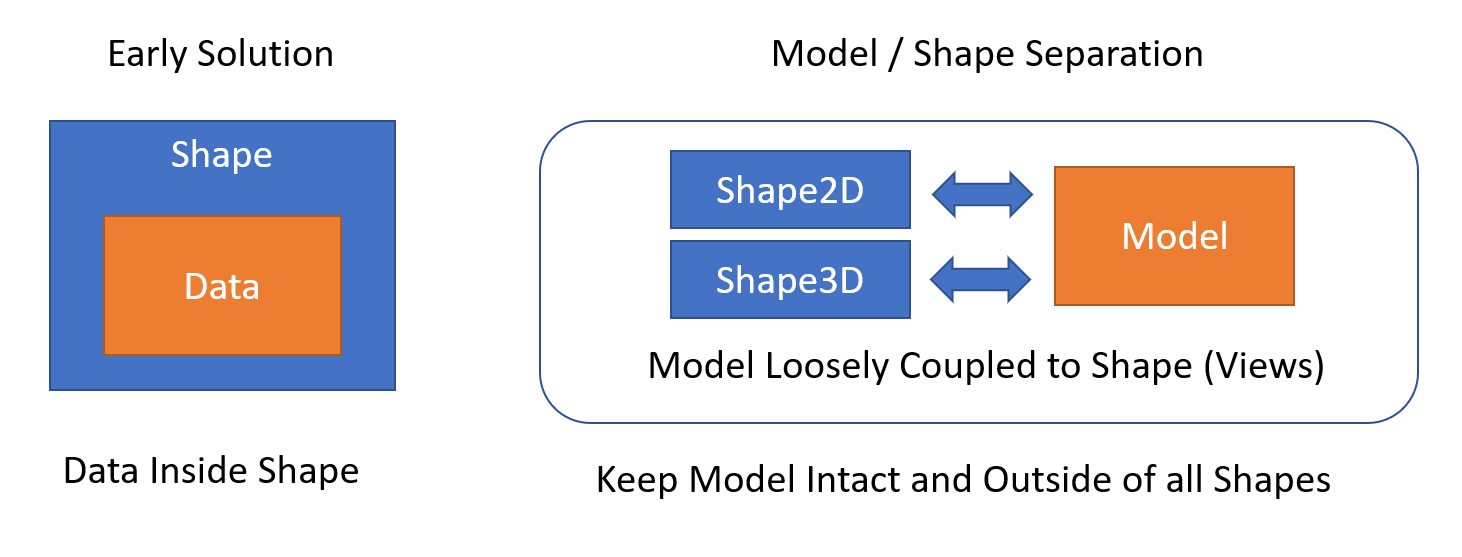 Early Solution
Shape
Data
Data Inside Shape
Model / Shape Separation
Shape2D
Shape3D
Model
Model Loosely Coupled to Shape (Views)
Keep Model Intact and Outside of all Shapes